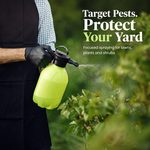 Target Pests.
Protect
Your Yard
Focused spraying for lawns,
plants and shrubs